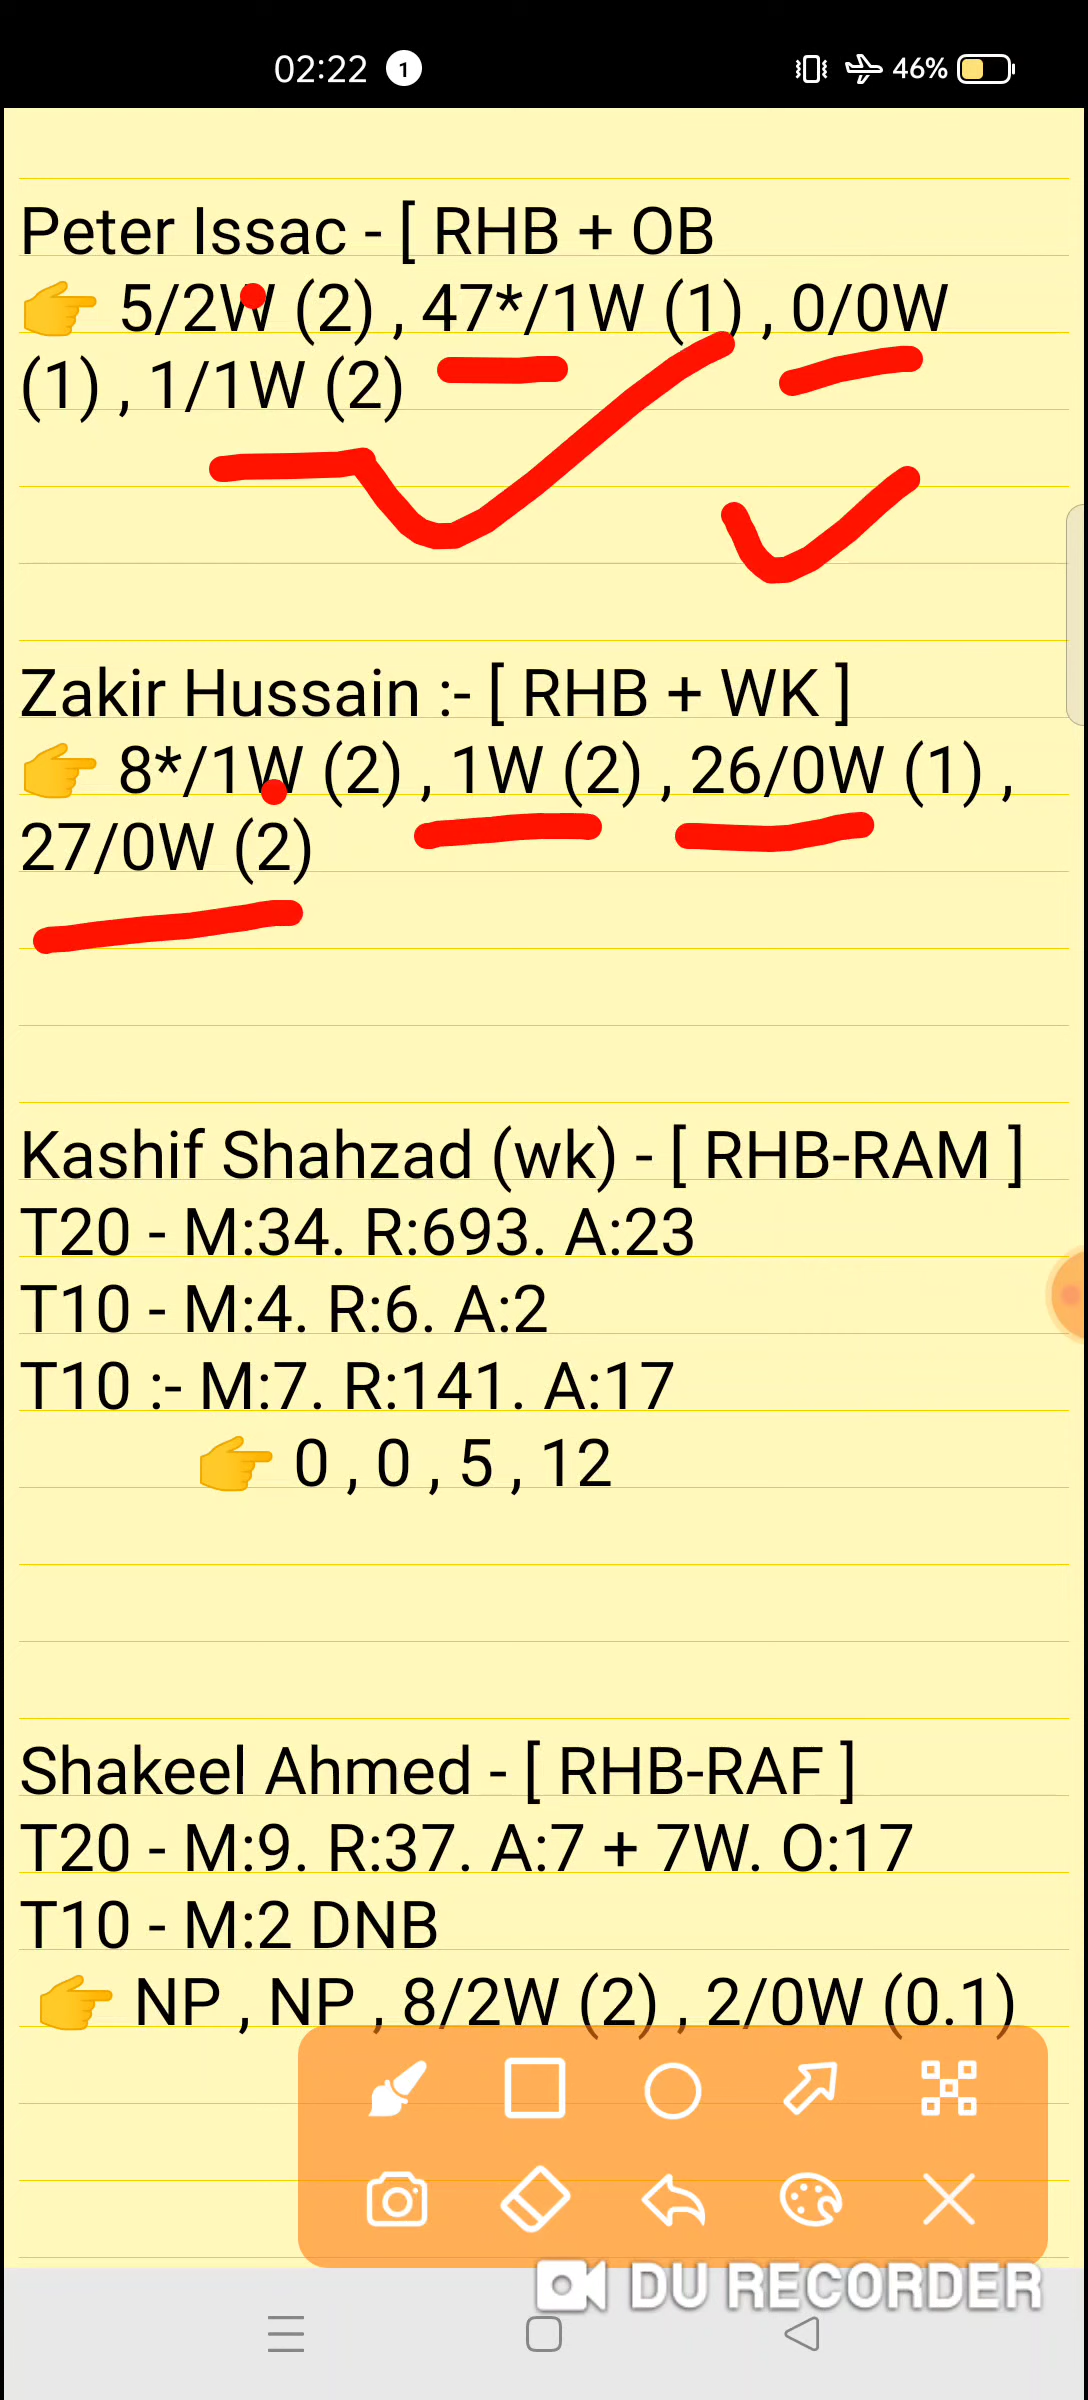 02:22 1 46%
Peter Issac - [ RHB + OB
👉 5/2W (2) , 47*/1W (1) , 0/0W
(1) , 1/1W (2)
Zakir Hussain :- [ RHB + WK ]
👉 8*/1W (2) , 1W (2) , 26/0W (1) ,
27/0W (2)
Kashif Shahzad (wk) - [ RHB-RAM ]
T20 - M:34. R:693. A:23
T10 - M:4. R:6. A:2
T10 :- M:7. R:141. A:17
👉 0 , 0 , 5 , 12
Shakeel Ahmed - [ RHB-RAF ]
T20 - M:9. R:37. A:7 + 7W. O:17
T10 - M:2 DNB
👉 NP , NP , 8/2W (2) , 2/0W (0.1)
DU RECORDER